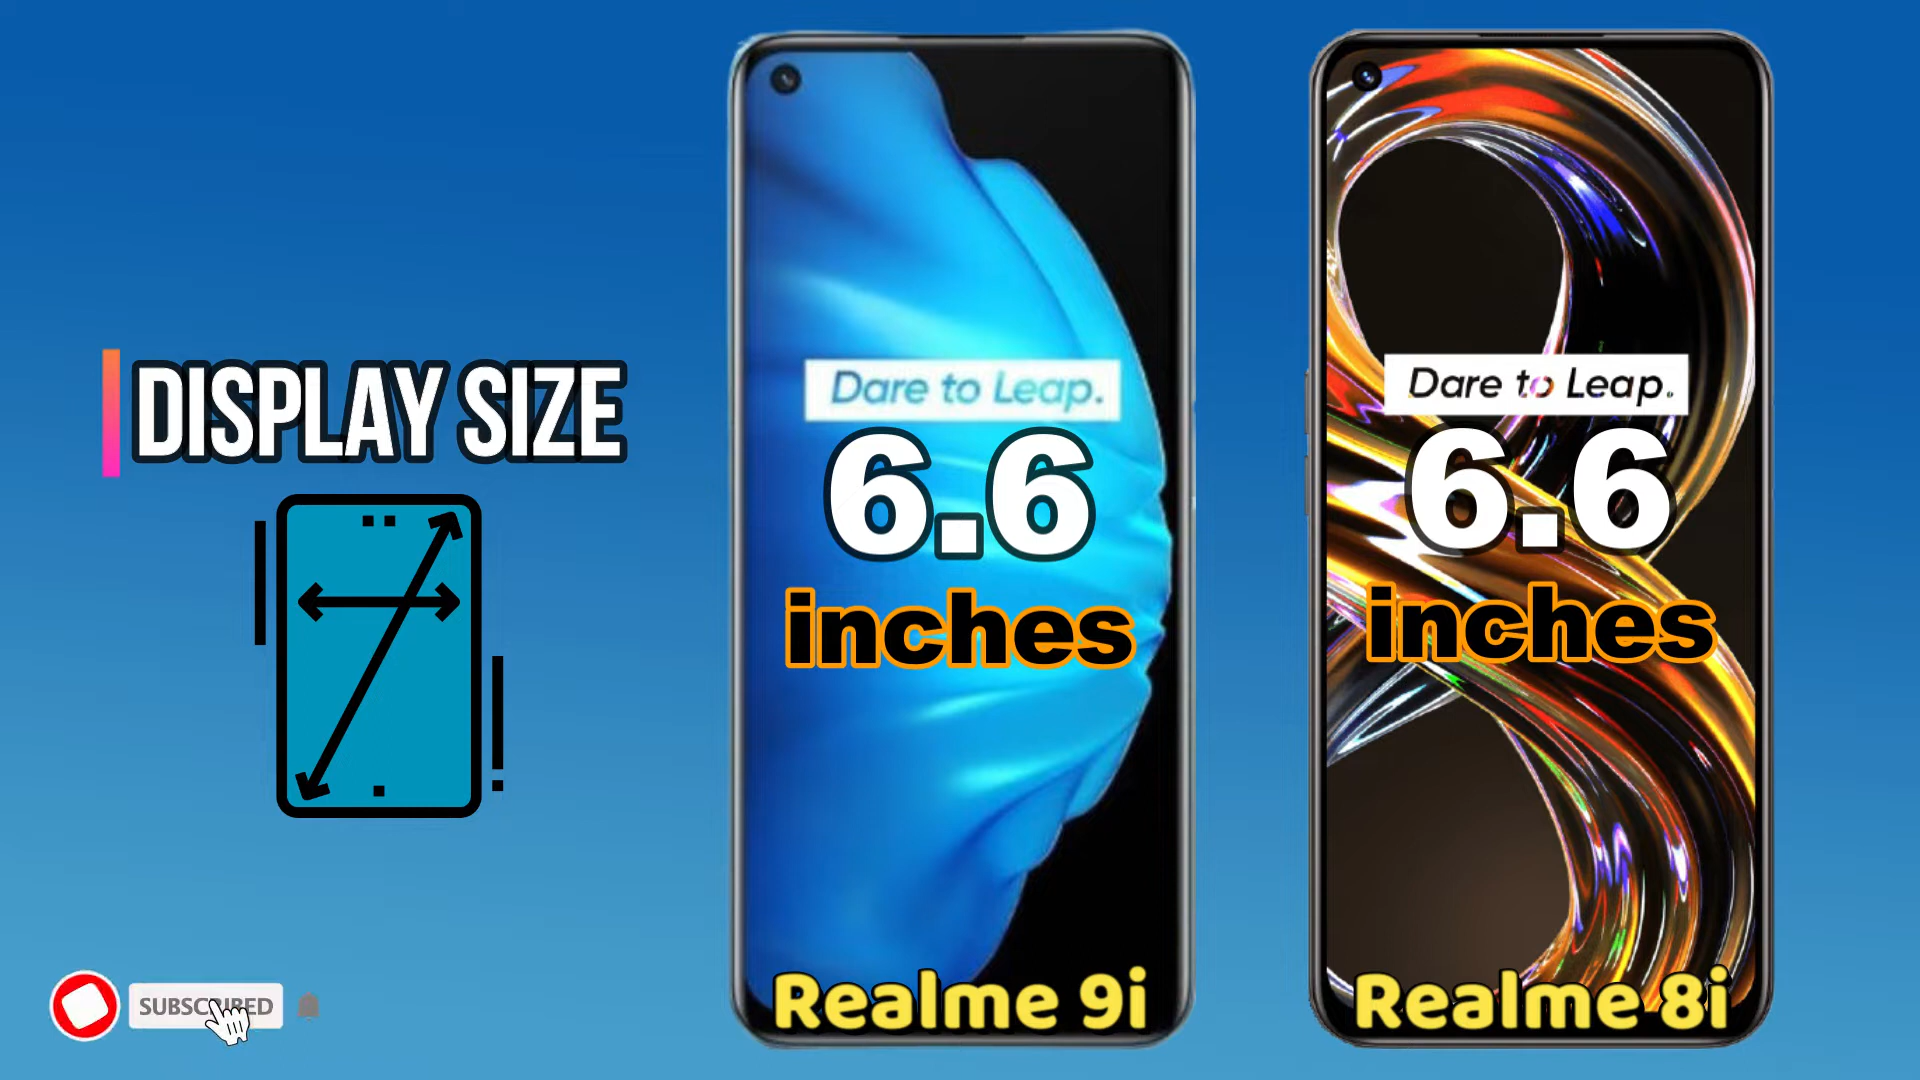 DISPLAY SIZE
Dare to Leap.
6.6
inches
Realme 9i
Dare to Leap.
6.6
inches
Realme 8i
SUBSCRIBED